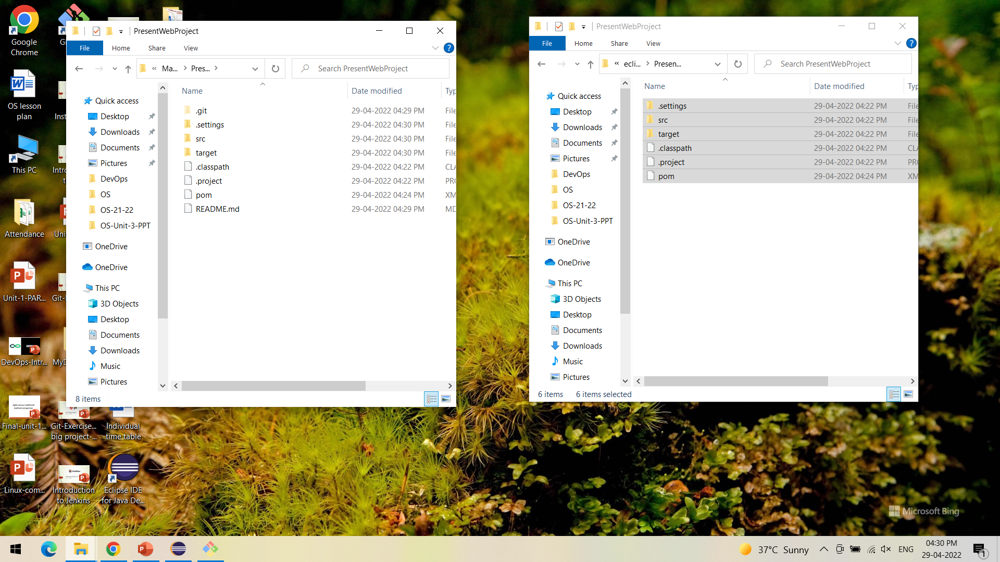 Google
Chrome
OS lesson
plan
Inst
This PC
Intro
Attendance
Unit-1-PAR...
Git-
DevOps-Intr...
MyD
Final-unit-1...
Git-Exercise...
big project-...
Individual
time table
Linux-com...
Introduction
to Jenkins
Eclipse IDE
for Java De...
PresentWebProject
File
Home
Share
View
« Ma... > Pres... >
Search PresentWebProject
Quick access
Desktop
Downloads
Documents
Pictures
DevOps
OS
OS-21-22
OS-Unit-3-PPT
OneDrive
OneDrive
This PC
3D Objects
Desktop
Documents
Downloads
Music
Pictures
Name Date modified Typ
.git 29-04-2022 04:29 PM File
.settings 29-04-2022 04:30 PM File
src 29-04-2022 04:30 PM File
target 29-04-2022 04:30 PM File
.classpath 29-04-2022 04:22 PM CLA
.project 29-04-2022 04:22 PM PRO
pom 29-04-2022 04:24 PM XM
README.md 29-04-2022 04:29 PM MD
8 items
PresentWebProject
File
Home
Share
View
« ecli... > Presen...
Search PresentWebProject
Quick access
Desktop
Downloads
Documents
Pictures
DevOps
OS
OS-21-22
OS-Unit-3-PPT
OneDrive
OneDrive
This PC
3D Objects
Desktop
Documents
Downloads
Music
Pictures
Name Date modified Typ
.settings 29-04-2022 04:22 PM File
src 29-04-2022 04:22 PM File
target 29-04-2022 04:22 PM File
.classpath 29-04-2022 04:22 PM CLA
.project 29-04-2022 04:22 PM PRO
pom 29-04-2022 04:24 PM XM
6 items 6 items selected
Microsoft Bing
37°C Sunny
ENG
04:30 PM
29-04-2022
1